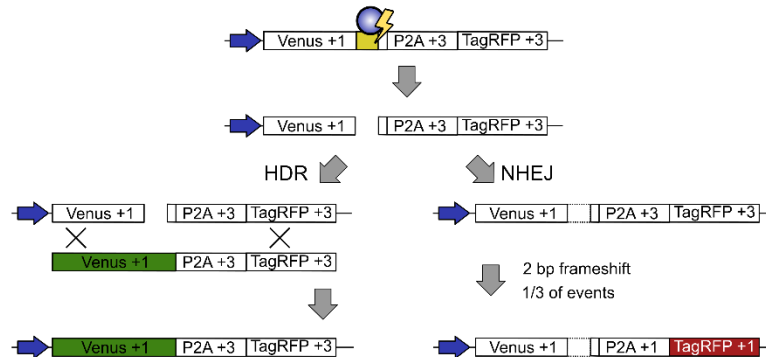 Venus +1 P2A +3 TagRFP +3
Venus +1 P2A +3 TagRFP +3
HDR NHEJ
Venus +1 P2A +3 TagRFP +3 Venus +1 P2A +3 TagRFP +3
Venus +1 P2A +3 TagRFP +3
2 bp frameshift
1/3 of events
Venus +1 P2A +3 TagRFP +3 Venus +1 P2A +1 TagRFP +1